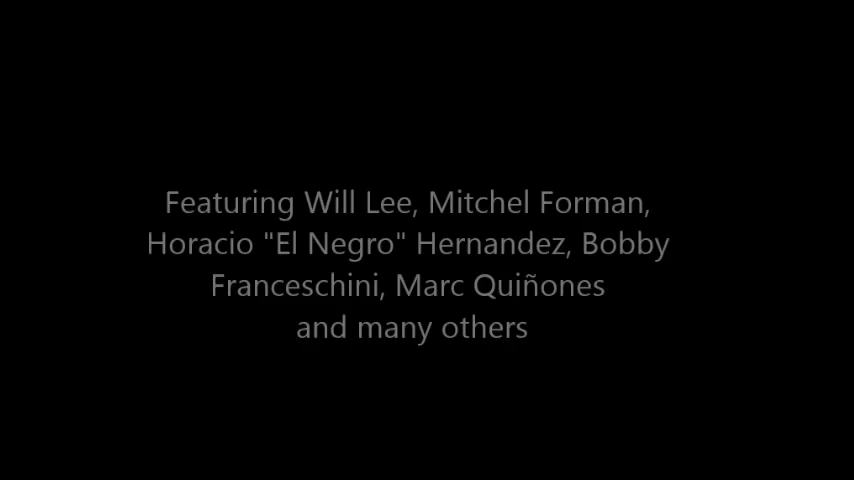 Featuring Will Lee, Mitchel Forman,
Horacio "El Negro" Hernandez, Bobby
Franceschini, Marc Quiñones
and many others